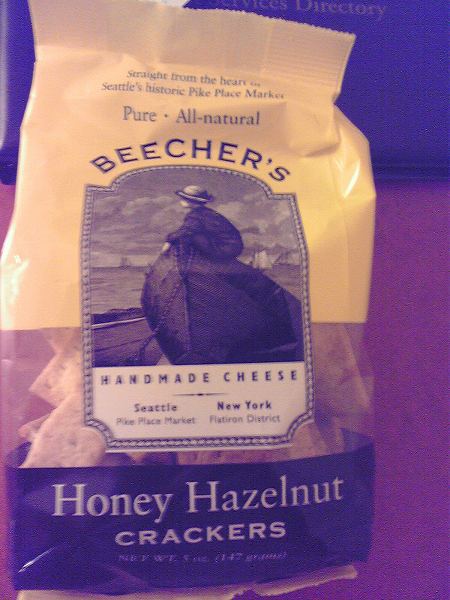 Services Directory
Straight from the heart of
Seattle's historic Pike Place Market
Pure · All-natural
BEECHER'S
HANDMADE CHEESE
Seattle
Pike Place Market
New York
Flatiron District
Honey Hazelnut
CRACKERS
NET WT. 5 oz. (147 grams)